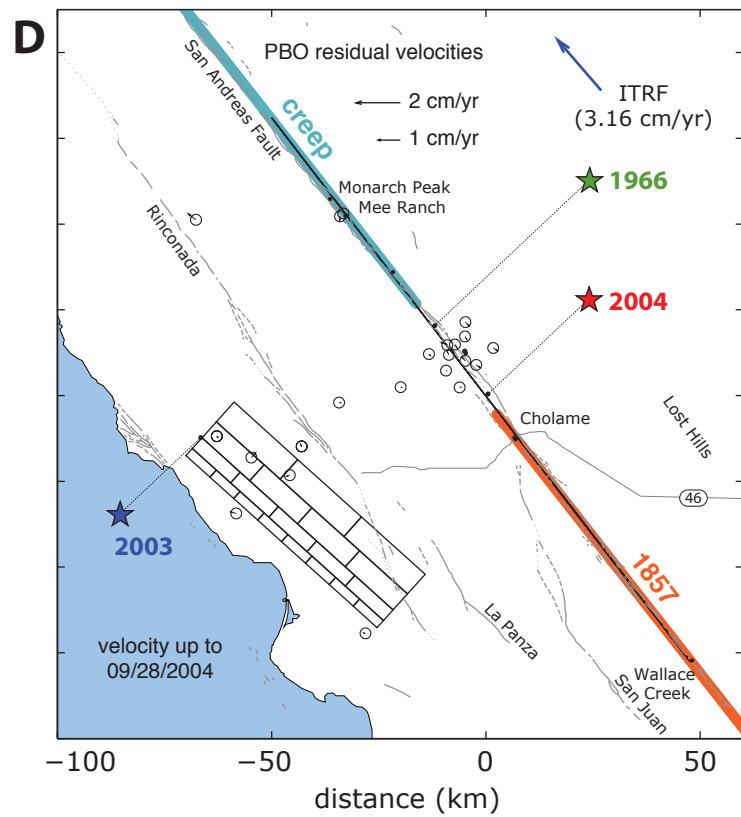 D
San Andreas Fault
PBO residual velocities
2 cm/yr
1 cm/yr
ITRF
(3.16 cm/yr)
creep
1966
Monarch Peak
Mee Ranch
Rinconada
2004
Cholame
Lost Hills
46
2003
1857
La Panza
velocity up to
09/28/2004
Wallace
Creek
San Juan
−100
−50
0
50
distance (km)